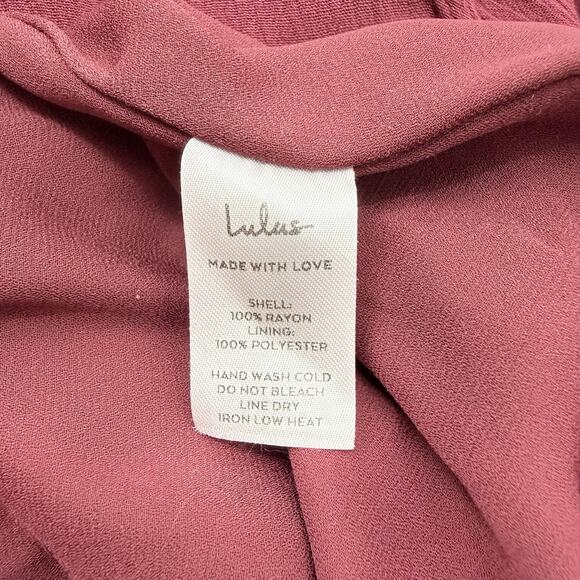 Lulus
MADE WITH LOVE
SHELL:
100% RAYON
LINING:
100% POLYESTER
HAND WASH COLD
DO NOT BLEACH
LINE DRY
IRON LOW HEAT